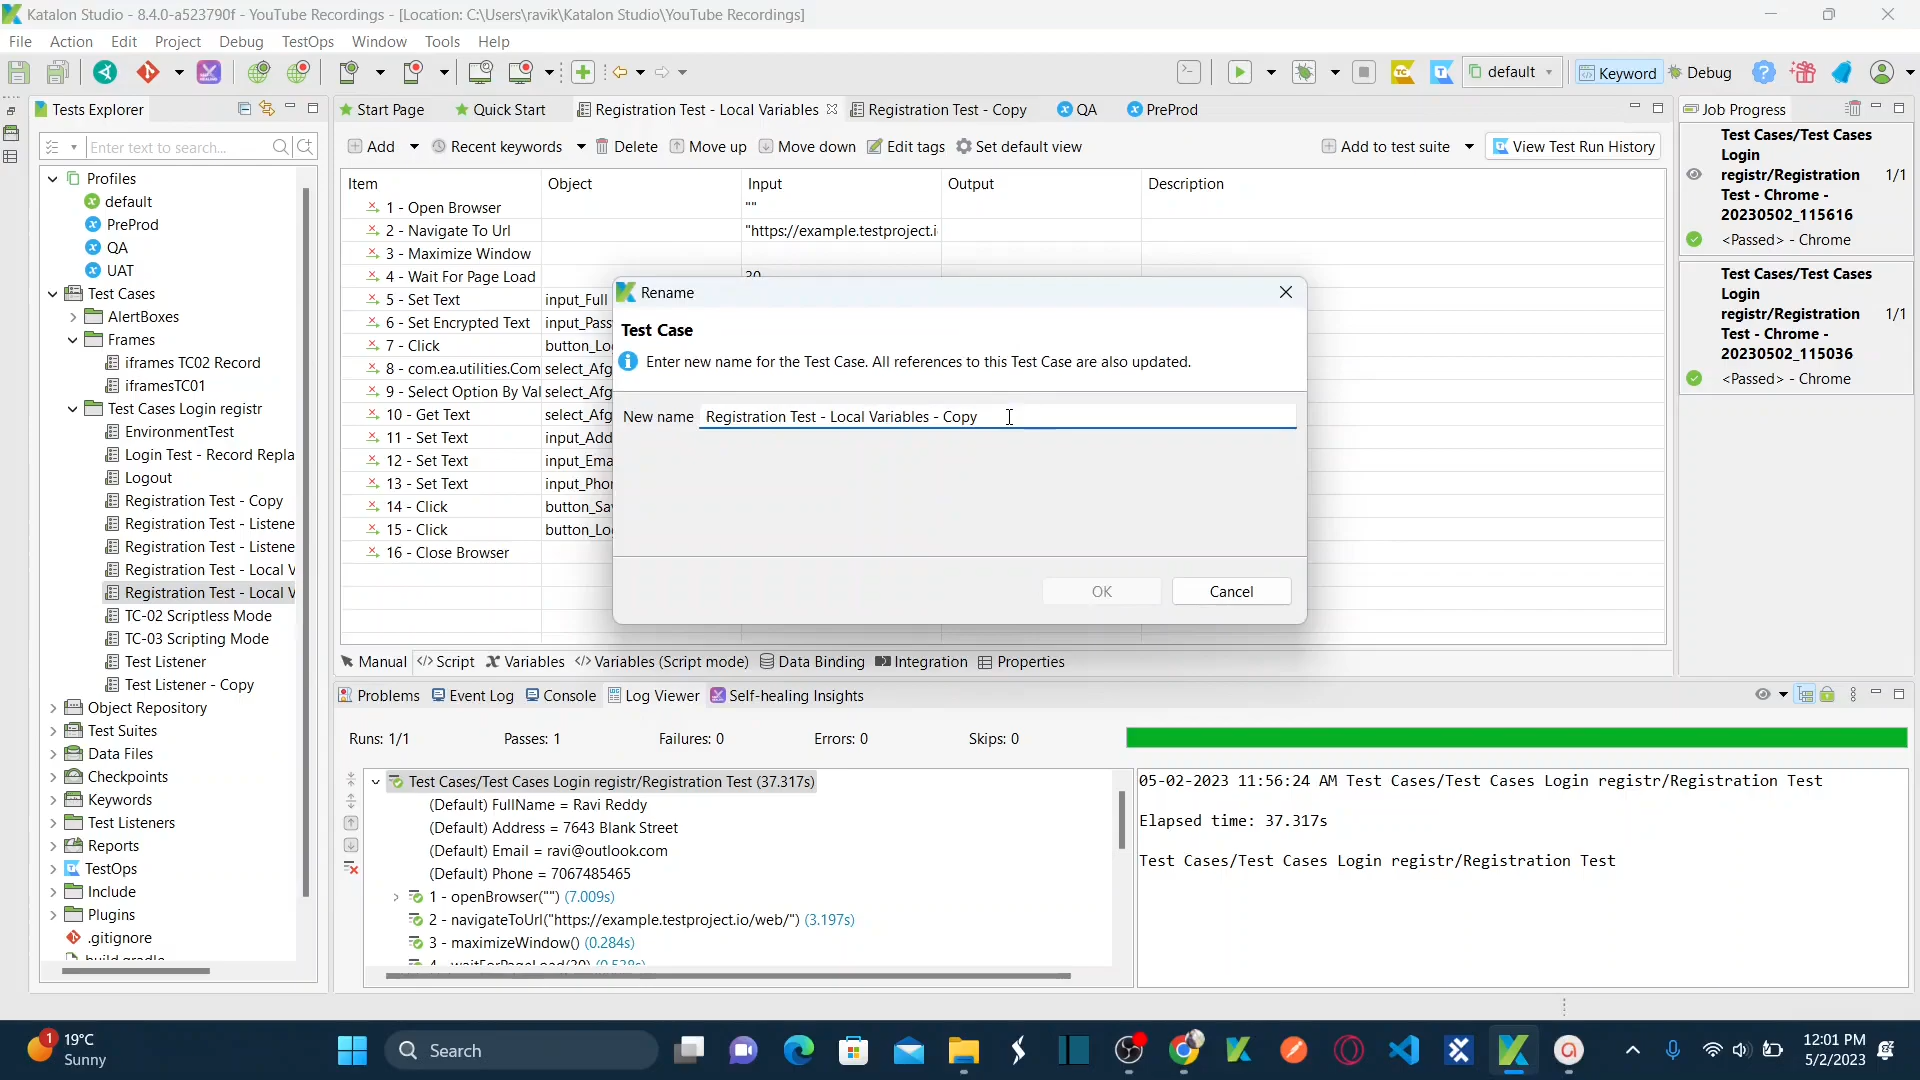 Katalon Studio - 8.4.0-a523790f - YouTube Recordings - [Location: C:\Users\ravik\Katalon Studio\YouTube Recordings]
File Action Edit Project Debug TestOps Window Tools Help
default Keyword Debug
Tests Explorer
Enter text to search...
Profiles
default
PreProd
QA
UAT
Test Cases
AlertBoxes
Frames
iframes TC02 Record
iframesTC01
Test Cases Login registr
EnvironmentTest
Login Test - Record Repla
Logout
Registration Test - Copy
Registration Test - Listene
Registration Test - Listene
Registration Test - Local V
Registration Test - Local V
TC-02 Scriptless Mode
TC-03 Scripting Mode
Test Listener
Test Listener - Copy
Object Repository
Test Suites
Data Files
Checkpoints
Keywords
Test Listeners
Reports
TestOps
Include
Plugins
.gitignore
build.gradle
Start Page Quick Start Registration Test - Local Variables Registration Test - Copy QA PreProd
Add Recent keywords Delete Move up Move down Edit tags Set default view Add to test suite View Test Run History
Item Object Input Output Description
1 - Open Browser ""
2 - Navigate To Url "https://example.testproject.i
3 - Maximize Window
4 - Wait For Page Load 30
5 - Set Text input_Full
6 - Set Encrypted Text input_Pass
7 - Click button_Lo
8 - com.ea.utilities.Com select_Afg
9 - Select Option By Val select_Afg
10 - Get Text select_Afg
11 - Set Text input_Add
12 - Set Text input_Ema
13 - Set Text input_Phon
14 - Click button_Sa
15 - Click button_Lo
16 - Close Browser
Rename
Test Case
Enter new name for the Test Case. All references to this Test Case are also updated.
New name Registration Test - Local Variables - Copy
OK Cancel
Manual Script Variables Variables (Script mode) Data Binding Integration Properties
Problems Event Log Console Log Viewer Self-healing Insights
Runs: 1/1 Passes: 1 Failures: 0 Errors: 0 Skips: 0
Test Cases/Test Cases Login registr/Registration Test (37.317s)
(Default) FullName = Ravi Reddy
(Default) Address = 7643 Blank Street
(Default) Email = ravi@outlook.com
(Default) Phone = 7067485465
1 - openBrowser("") (7.009s)
2 - navigateToUrl("https://example.testproject.io/web/") (3.197s)
3 - maximizeWindow() (0.284s)
4 - waitForPageLoad(30) (0.528s)
05-02-2023 11:56:24 AM Test Cases/Test Cases Login registr/Registration Test
Elapsed time: 37.317s
Test Cases/Test Cases Login registr/Registration Test
Job Progress
Test Cases/Test Cases
Login
registr/Registration 1/1
Test - Chrome -
20230502_115616
<Passed> - Chrome
Test Cases/Test Cases
Login
registr/Registration 1/1
Test - Chrome -
20230502_115036
<Passed> - Chrome
1
19°C
Sunny
Search
12:01 PM
5/2/2023